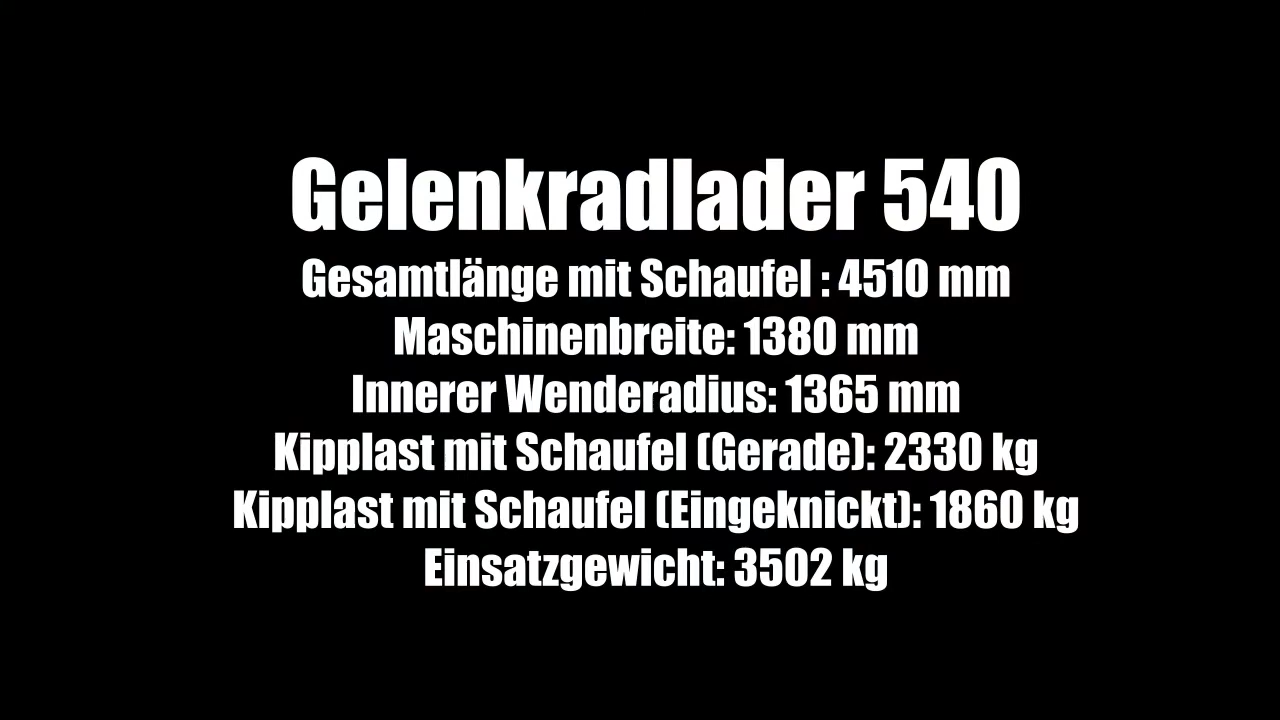 Gelenkradlader 540
Gesamtlänge mit Schaufel : 4510 mm
Maschinenbreite: 1380 mm
Innerer Wenderadius: 1365 mm
Kipplast mit Schaufel (Gerade): 2330 kg
Kipplast mit Schaufel (Eingeknickt): 1860 kg
Einsatzgewicht: 3502 kg